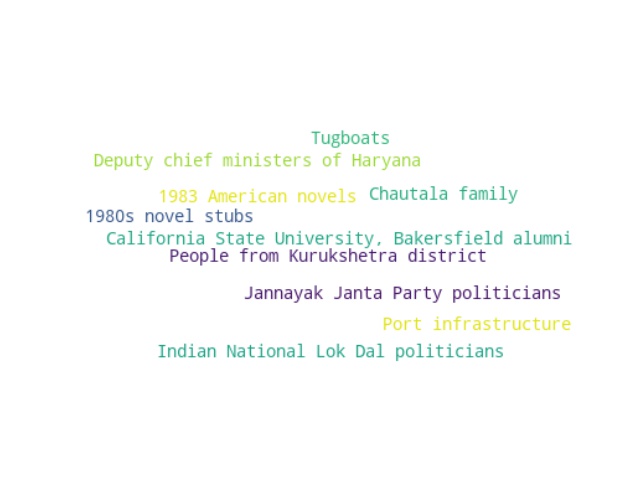 Tugboats
Deputy chief ministers of Haryana
1983 American novels
Chautala family
1980s novel stubs
California State University, Bakersfield alumni
People from Kurukshetra district
Jannayak Janta Party politicians
Port infrastructure
Indian National Lok Dal politicians